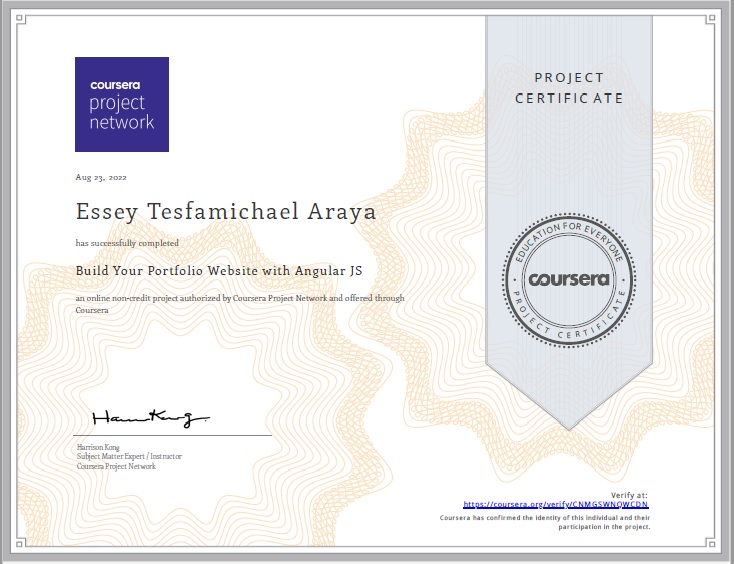 coursera
project
network
PROJECT
CERTIFICATE
Aug 23, 2022
Essey Tesfamichael Araya
has successfully completed
Build Your Portfolio Website with Angular JS
an online non-credit project authorized by Coursera Project Network and offered through
Coursera
EDUCATION FOR EVERYONE
coursera
PROJECT CERTIFICATE
Harrison Kong
Subject Matter Expert / Instructor
Coursera Project Network
Verify at:
https://coursera.org/verify/CNMGSWNQWCDN
Coursera has confirmed the identity of this individual and their
participation in the project.